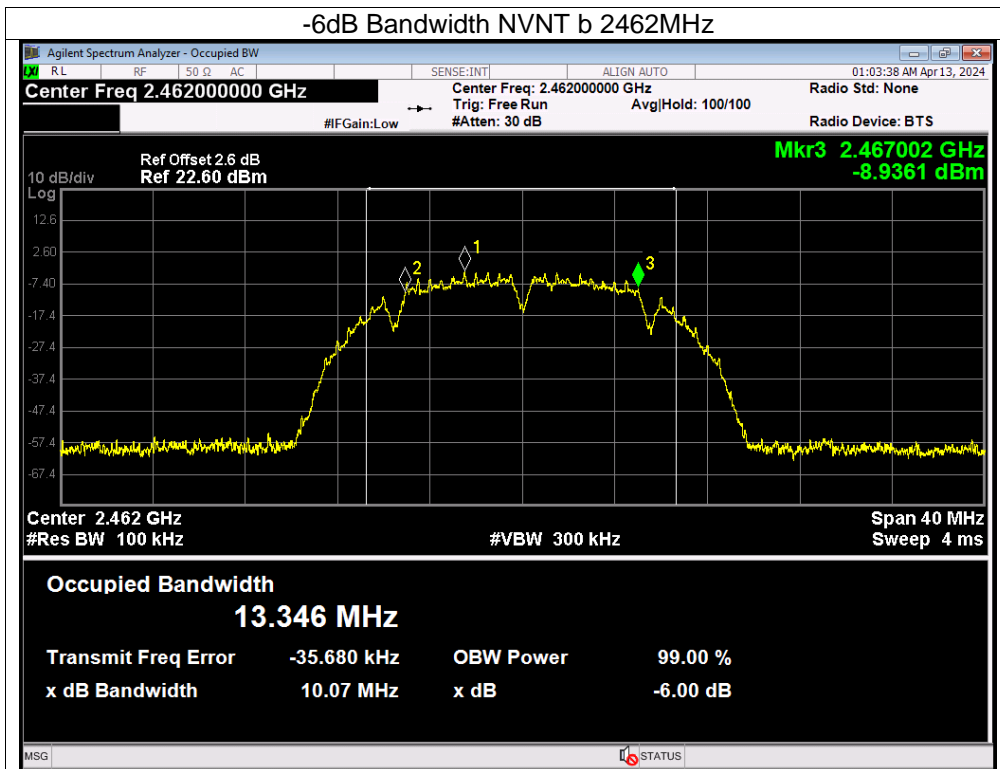 -6dB Bandwidth NVNT b 2462MHz
Agilent Spectrum Analyzer - Occupied BW
LXI RL RF 50 Ω AC SENSE:INT ALIGN AUTO 01:03:38 AM Apr 13, 2024
Center Freq 2.462000000 GHz Center Freq: 2.462000000 GHz Radio Std: None
Trig: Free Run Avg|Hold: 100/100
#IFGain:Low #Atten: 30 dB Radio Device: BTS
Mkr3 2.467002 GHz
-8.9361 dBm
Ref Offset 2.6 dB
10 dB/div Ref 22.60 dBm
Log
12.6
2.60
-7.40
-17.4
-27.4
-37.4
-47.4
-57.4
-67.4
1
2
3
Center 2.462 GHz Span 40 MHz
#Res BW 100 kHz #VBW 300 kHz Sweep 4 ms
Occupied Bandwidth
13.346 MHz
Transmit Freq Error -35.680 kHz OBW Power 99.00 %
x dB Bandwidth 10.07 MHz x dB -6.00 dB
MSG STATUS